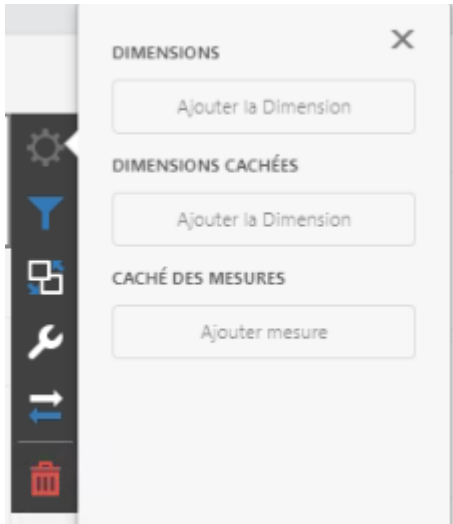 DIMENSIONS
Ajouter la Dimension
DIMENSIONS CACHÉES
Ajouter la Dimension
CACHÉ DES MESURES
Ajouter mesure